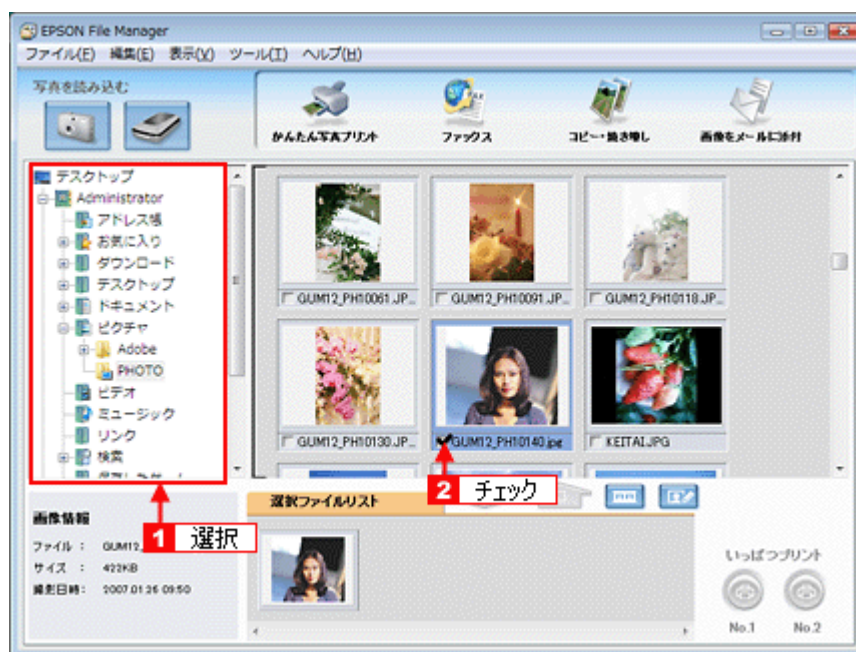 EPSON File Manager
ファイル(F) 編集(E) 表示(V) ツール(T) ヘルプ(H)
写真を読み込む
かんたん写真プリント
ファックス
コピー・焼き増し
画像をメールに添付
デスクトップ
Administrator
アドレス帳
お気に入り
ダウンロード
デスクトップ
ドキュメント
ピクチャ
Adobe
PHOTO
ビデオ
ミュージック
リンク
検索
GUM12_PH10061.JP...
GUM12_PH10091.JP...
GUM12_PH10118.JP...
GUM12_PH10130.JP...
GUM12_PH10140.jpg
KEITAI.JPG
1 選択
2 チェック
選択ファイルリスト
画像情報
ファイル： GUM12_
サイズ： 422KB
撮影日時： 2007.01.26 09:50
いっぱつプリント
No.1 No.2